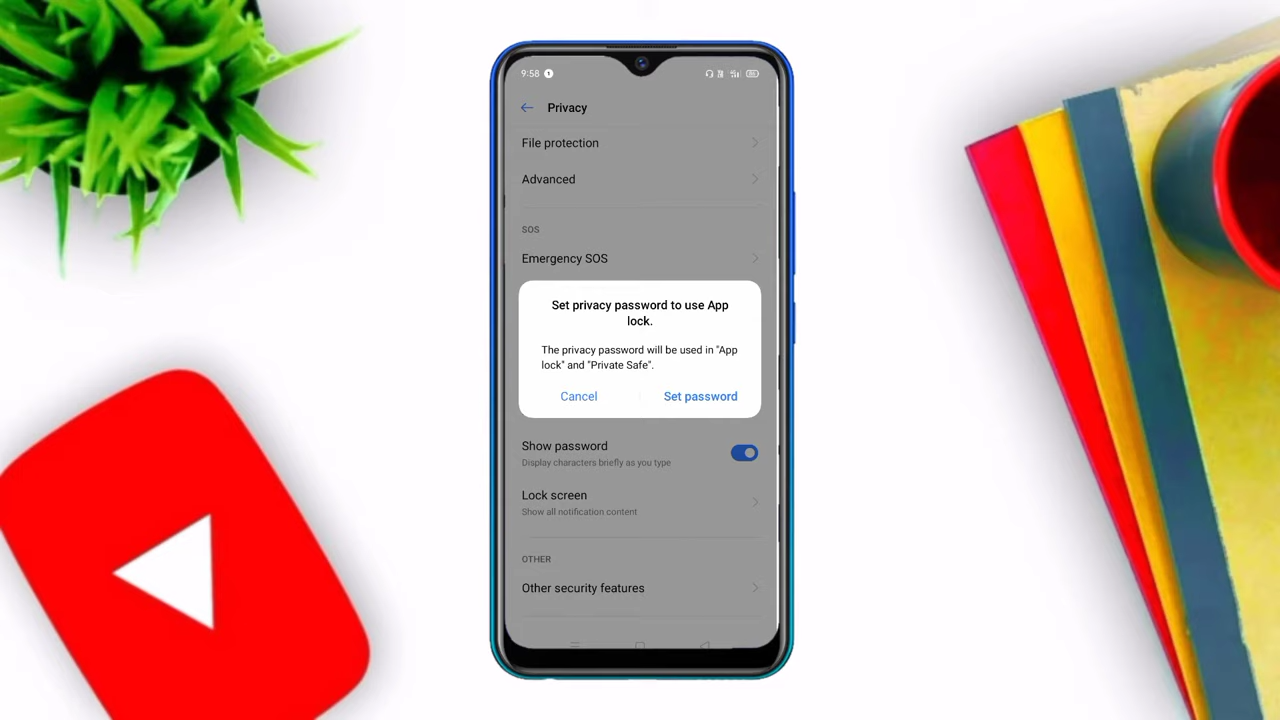 9:58
Privacy
File protection
Advanced
SOS
Emergency SOS
Set privacy password to use App
lock.
The privacy password will be used in "App
lock" and "Private Safe".
Cancel
Set password
Show password
Display characters briefly as you type
Lock screen
Show all notification content
OTHER
Other security features